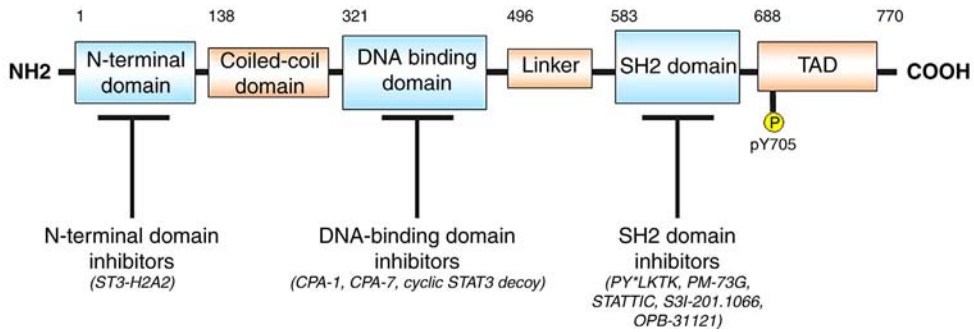 1 138 321 496 583 688 770
NH2 N-terminal domain Coiled-coil domain DNA binding domain Linker SH2 domain TAD COOH
P
pY705
N-terminal domain
inhibitors
(ST3-H2A2)
DNA-binding domain
inhibitors
(CPA-1, CPA-7, cyclic STAT3 decoy)
SH2 domain
inhibitors
(PY*LKTK, PM-73G,
STATTIC, S3I-201.1066,
OPB-31121)